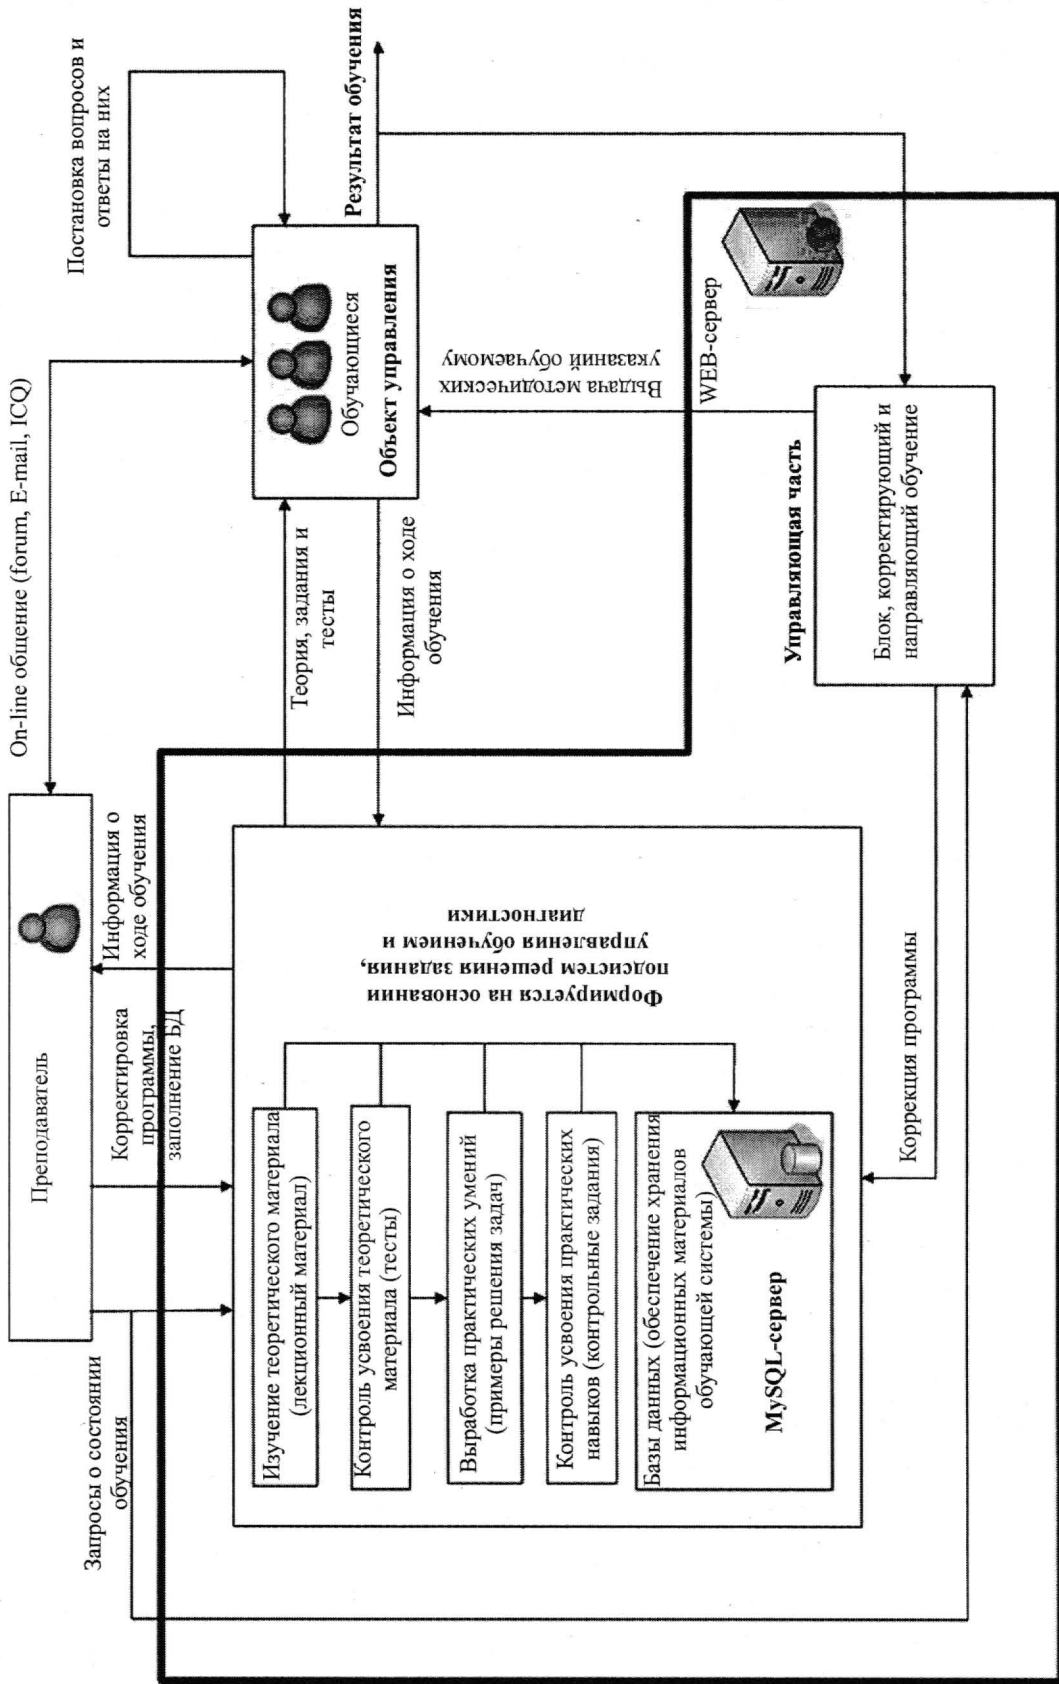 Преподаватель
On-line общение (forum, E-mail, ICQ)
Постановка вопросов и
ответы на них
Запросы о состоянии
обучения
Корректировка
программы,
заполнение БД
Информация о
ходе обучения
Изучение теоретического материала
(лекционный материал)
Контроль усвоения теоретического
материала (тесты)
Выработка практических умений
(примеры решения задач)
Контроль усвоения практических
навыков (контрольные задания)
Базы данных (обеспечение хранения
информационных материалов
обучающей системы)
MySQL-сервер
Формируется на основании
подсистем решения задания,
управления обучением и
диагностики
Теория, задания и
тесты
Информация о ходе
обучения
Обучающиеся
Объект управления
Результат обучения
Выдача методических
указаний обучаемому
WEB-сервер
Управляющая часть
Блок, корректирующий и
направляющий обучение
Коррекция программы